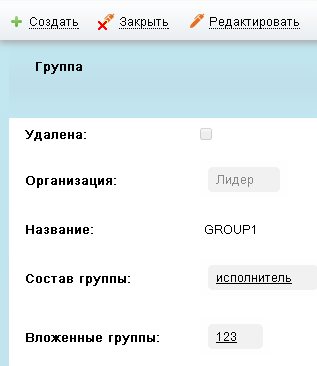 Создать Закрыть Редактировать
Группа
Удалена:
Организация: Лидер
Название: GROUP1
Состав группы: исполнитель
Вложенные группы: 123